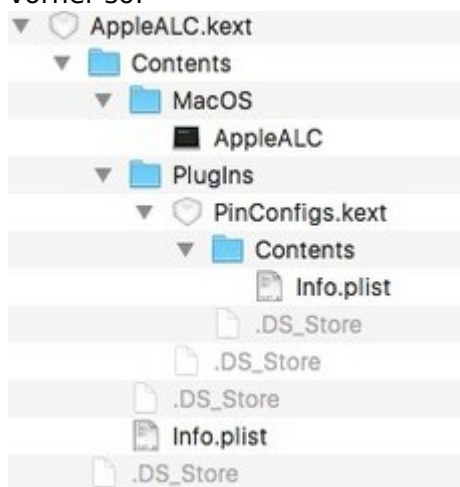 AppleALC.kext
Contents
MacOS
AppleALC
PlugIns
PinConfigs.kext
Contents
Info.plist
.DS_Store
.DS_Store
.DS_Store
Info.plist
.DS_Store